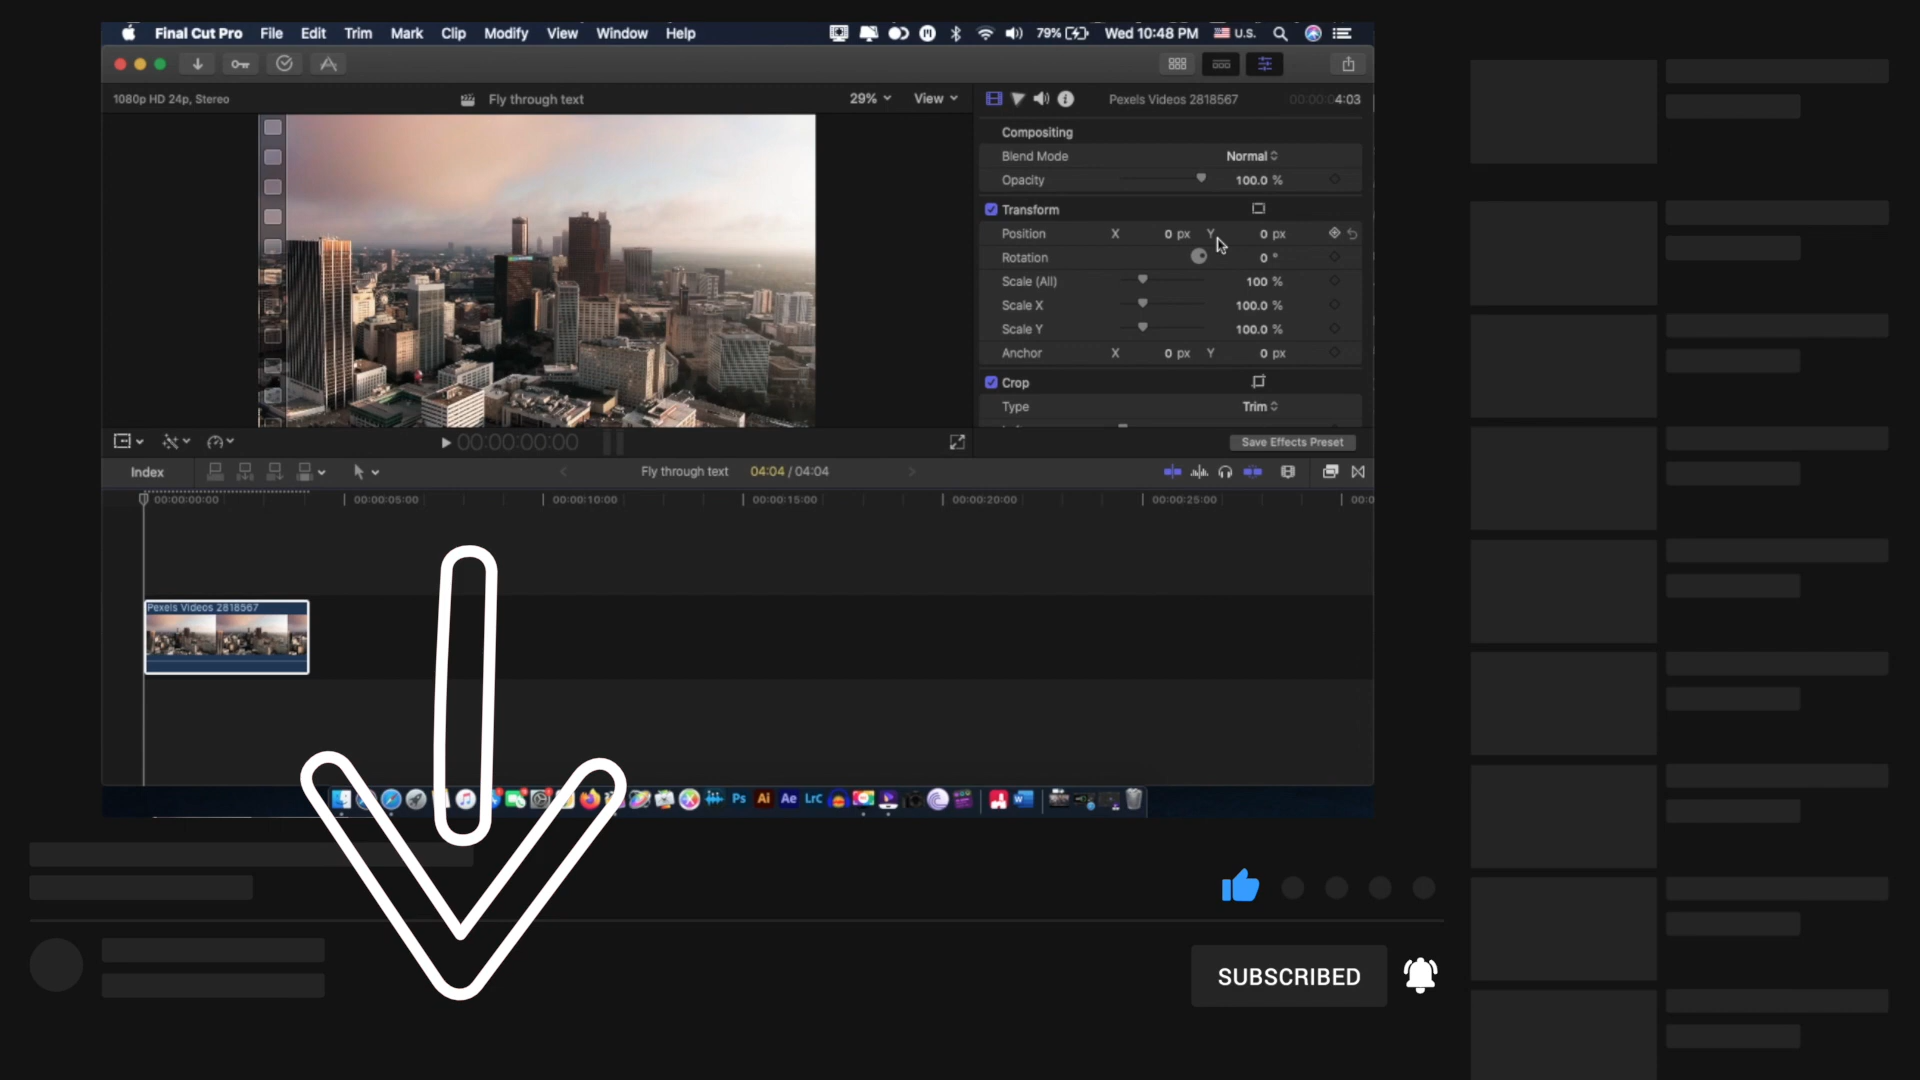 Final Cut Pro File Edit Trim Mark Clip Modify View Window Help 79% Wed 10:48 PM U.S.
1080p HD 24p, Stereo Fly through text 29% View Pexels Videos 2818567 00:00:04:03
Compositing
Blend Mode Normal
Opacity 100.0 %
Transform
Position X 0 px Y 0 px
Rotation 0 °
Scale (All) 100 %
Scale X 100.0 %
Scale Y 100.0 %
Anchor X 0 px Y 0 px
Crop
Type Trim
00:00:00:00 Save Effects Preset
Index Fly through text 04:04 / 04:04
00:00:00:00 00:00:05:00 00:00:10:00 00:00:15:00 00:00:20:00 00:00:25:00
Pexels Videos 2818567
Ps Ai Ae LrC
SUBSCRIBED